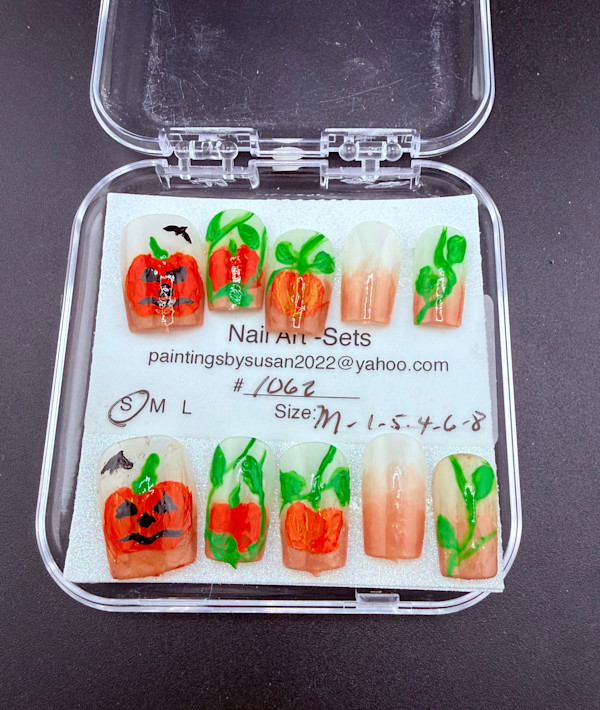 Nail Art -Sets
paintingsbysusan2022@yahoo.com
# 1062
S M L Size: M-1-5-4-6-8